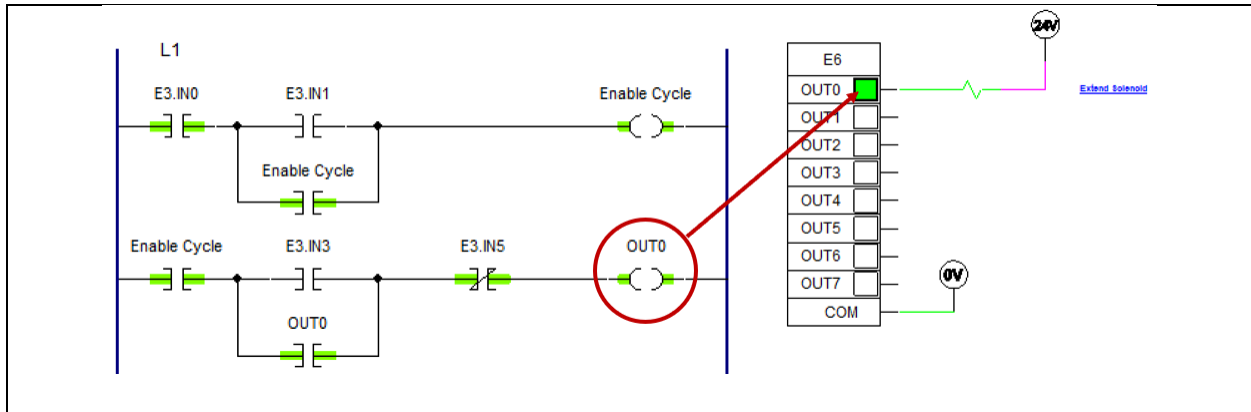 L1
E3.IN0
E3.IN1
Enable Cycle
Enable Cycle
Enable Cycle
E3.IN3
E3.IN5
OUT0
OUT0
24V
E6
OUT0
OUT1
OUT2
OUT3
OUT4
OUT5
OUT6
OUT7
COM
Extend Solenoid
0V